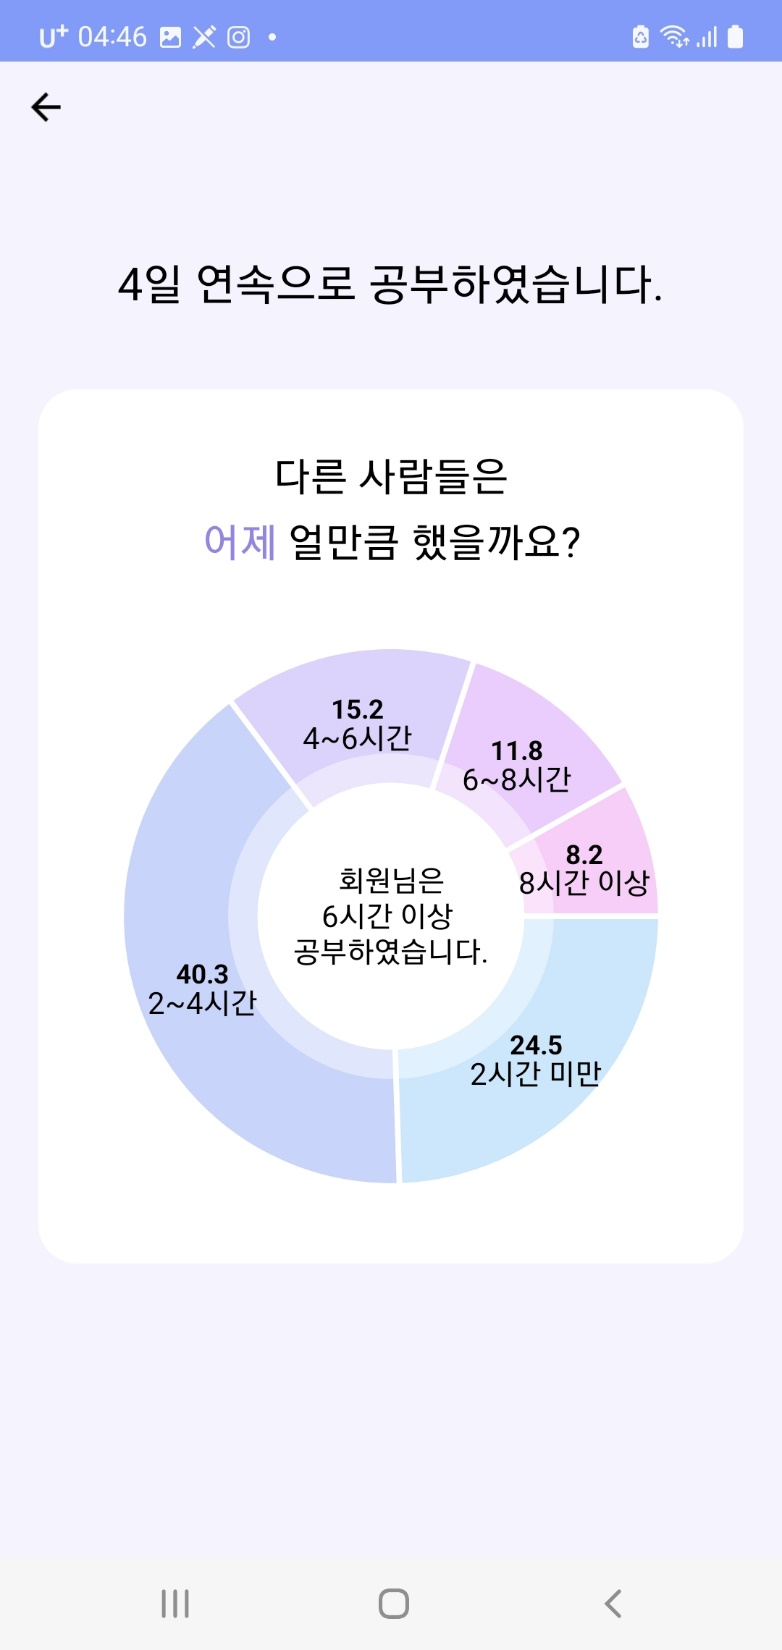 U+ 04:46
4일 연속으로 공부하였습니다.
다른 사람들은
어제 얼만큼 했을까요?
15.2
4~6시간
11.8
6~8시간
8.2
8시간 이상
회원님은
6시간 이상
공부하였습니다.
40.3
2~4시간
24.5
2시간 미만